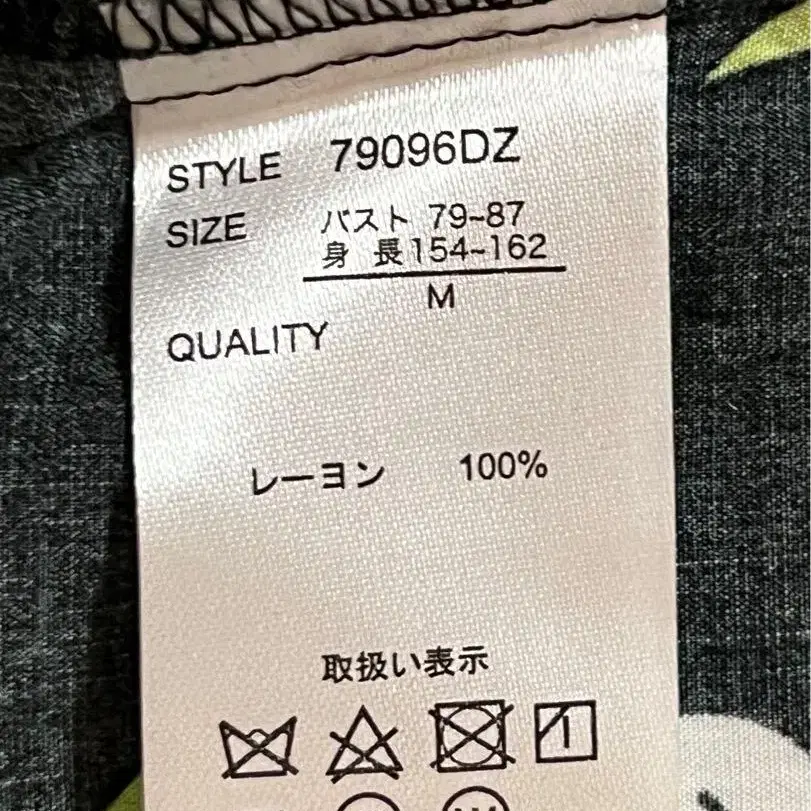 STYLE 79096DZ
SIZE バスト 79~87
身 長154~162
M
QUALITY
レーヨン 100%
取扱い表示